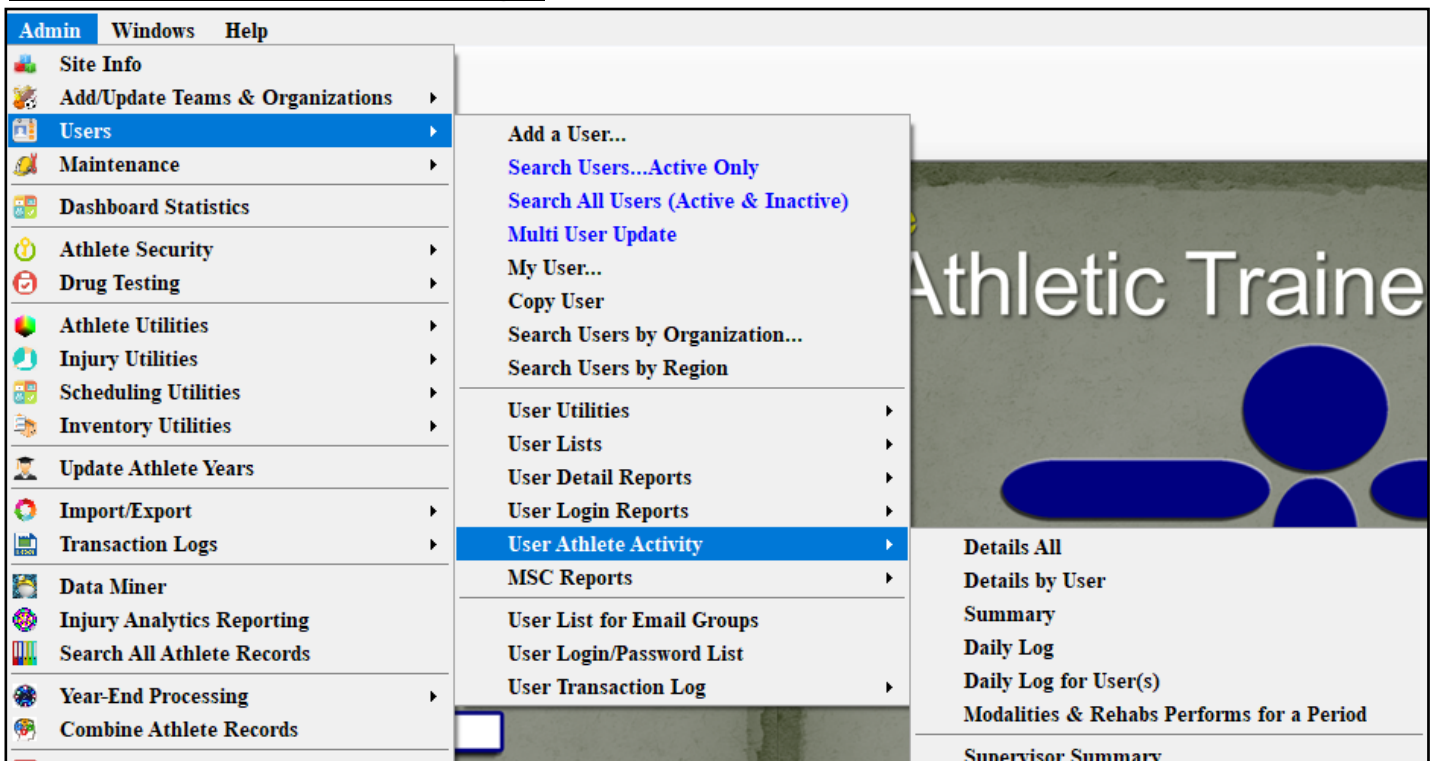 Admin Windows Help
Site Info
Add/Update Teams & Organizations
Users
Maintenance
Dashboard Statistics
Athlete Security
Drug Testing
Athlete Utilities
Injury Utilities
Scheduling Utilities
Inventory Utilities
Update Athlete Years
Import/Export
Transaction Logs
Data Miner
Injury Analytics Reporting
Search All Athlete Records
Year-End Processing
Combine Athlete Records
Add a User...
Search Users...Active Only
Search All Users (Active & Inactive)
Multi User Update
My User...
Copy User
Search Users by Organization...
Search Users by Region
User Utilities
User Lists
User Detail Reports
User Login Reports
User Athlete Activity
MSC Reports
User List for Email Groups
User Login/Password List
User Transaction Log
Details All
Details by User
Summary
Daily Log
Daily Log for User(s)
Modalities & Rehabs Performs for a Period
Supervisor Summary
Athletic Traine